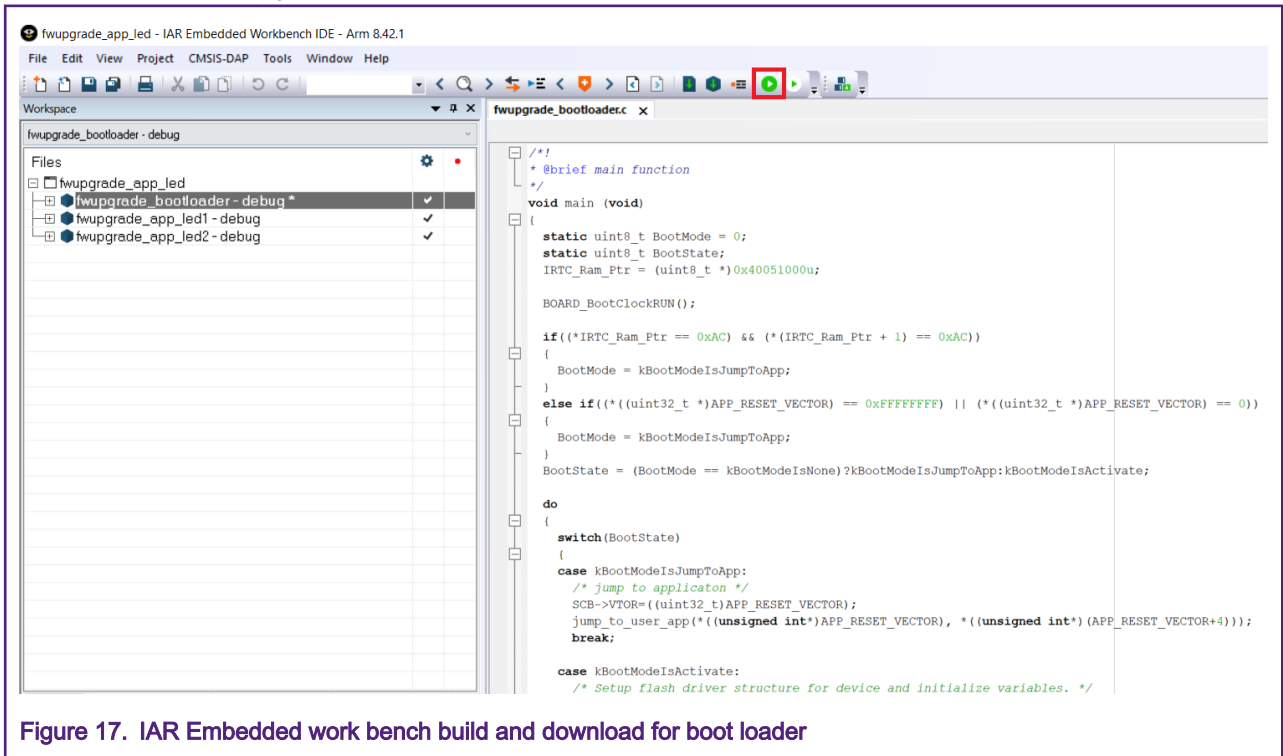 fwupgrade_app_led - IAR Embedded Workbench IDE - Arm 8.42.1
File Edit View Project CMSIS-DAP Tools Window Help
Workspace
fwupgrade_bootloader.c
fwupgrade_bootloader - debug
Files
fwupgrade_app_led
fwupgrade_bootloader - debug *
fwupgrade_app_led1 - debug
fwupgrade_app_led2 - debug
/*!
* @brief main function
*/
void main (void)
{
static uint8_t BootMode = 0;
static uint8_t BootState;
IRTC_Ram_Ptr = (uint8_t *)0x40051000u;
BOARD_BootClockRUN();
if((*IRTC_Ram_Ptr == 0xAC) && (*(IRTC_Ram_Ptr + 1) == 0xAC))
{
BootMode = kBootModeIsJumpToApp;
}
else if((*((uint32_t *)APP_RESET_VECTOR) == 0xFFFFFFFF) || (*((uint32_t *)APP_RESET_VECTOR) == 0))
{
BootMode = kBootModeIsJumpToApp;
}
BootState = (BootMode == kBootModeIsNone)?kBootModeIsJumpToApp:kBootModeIsActivate;
do
{
switch(BootState)
{
case kBootModeIsJumpToApp:
/* jump to applicaton */
SCB->VTOR=((uint32_t)APP_RESET_VECTOR);
jump_to_user_app(*((unsigned int*)APP_RESET_VECTOR), *((unsigned int*)(APP_RESET_VECTOR+4)));
break;
case kBootModeIsActivate:
/* Setup flash driver structure for device and initialize variables. */
Figure 17. IAR Embedded work bench build and download for boot loader